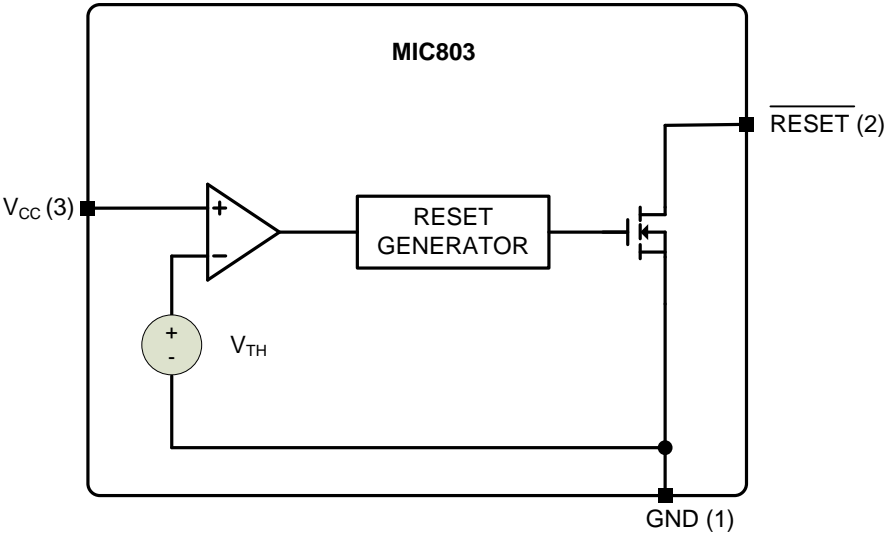 MIC803
RESET (2)
V_CC (3)
+
−
RESET
GENERATOR
+
-
V_TH
GND (1)